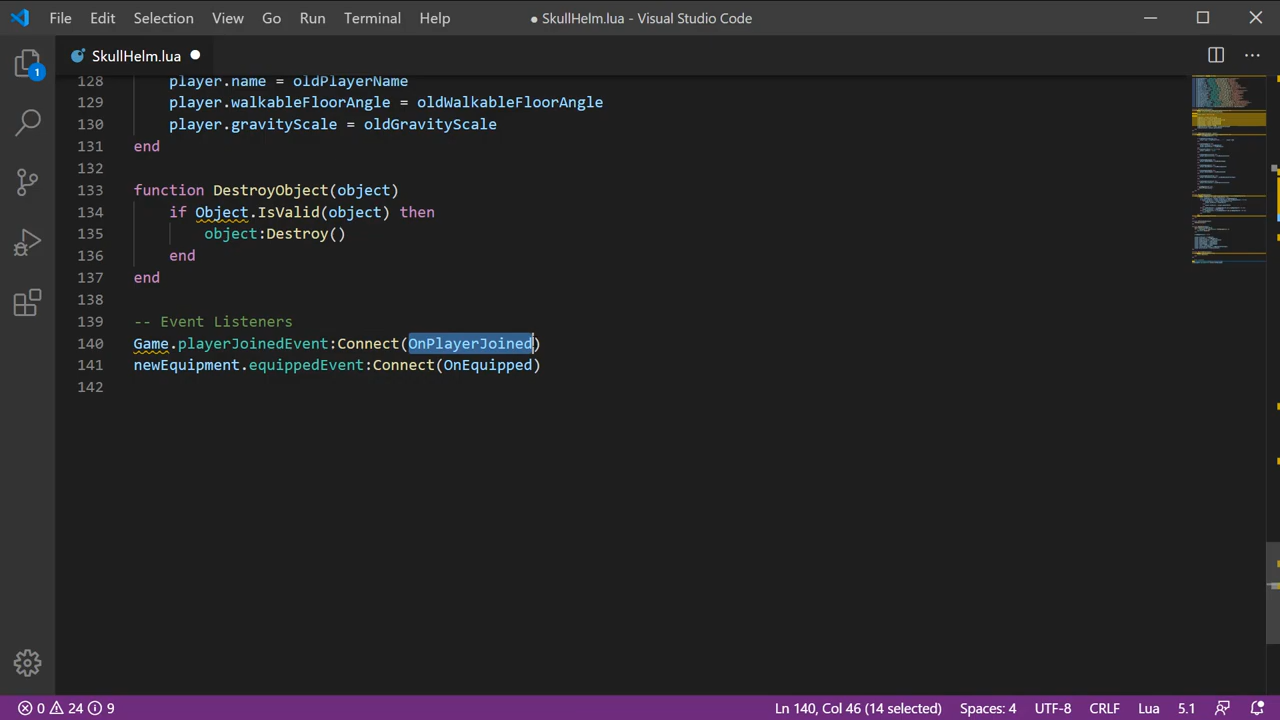 File Edit Selection View Go Run Terminal Help ● SkullHelm.lua - Visual Studio Code
SkullHelm.lua
1
128 player.name = oldPlayerName
129 player.walkableFloorAngle = oldWalkableFloorAngle
130 player.gravityScale = oldGravityScale
131 end
132
133 function DestroyObject(object)
134 if Object.IsValid(object) then
135 object:Destroy()
136 end
137 end
138
139 -- Event Listeners
140 Game.playerJoinedEvent:Connect(OnPlayerJoined)
141 newEquipment.equippedEvent:Connect(OnEquipped)
142
0 24 9 Ln 140, Col 46 (14 selected) Spaces: 4 UTF-8 CRLF Lua 5.1